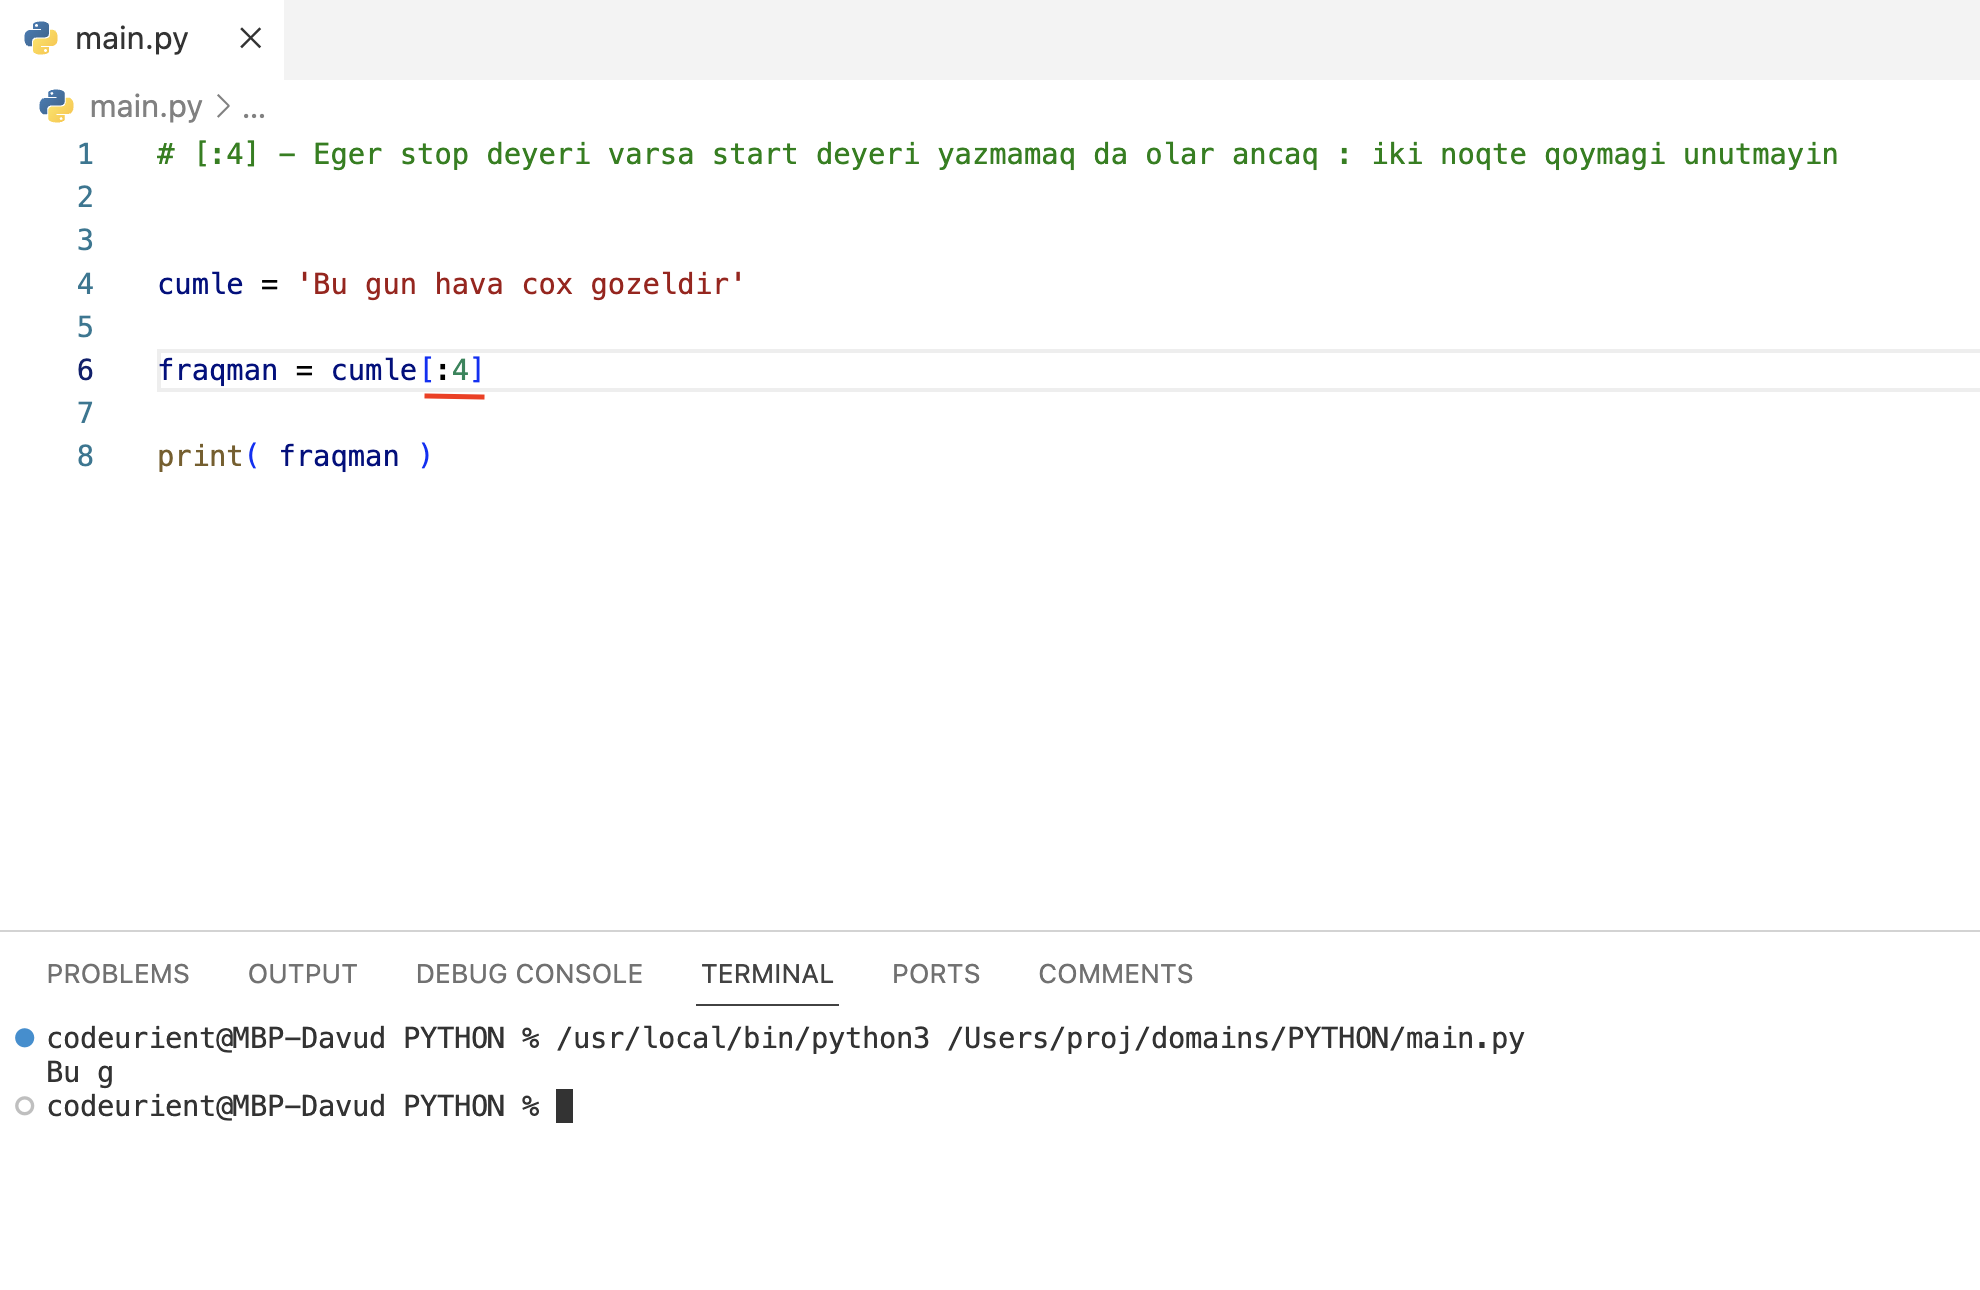 main.py
main.py > ...
1 # [:4] - Eger stop deyeri varsa start deyeri yazmamaq da olar ancaq : iki noqte qoymagi unutmayin
2
3
4 cumle = 'Bu gun hava cox gozeldir'
5
6 fraqman = cumle[:4]
7
8 print( fraqman )
PROBLEMS OUTPUT DEBUG CONSOLE TERMINAL PORTS COMMENTS
codeurient@MBP-Davud PYTHON % /usr/local/bin/python3 /Users/proj/domains/PYTHON/main.py
Bu g
codeurient@MBP-Davud PYTHON %